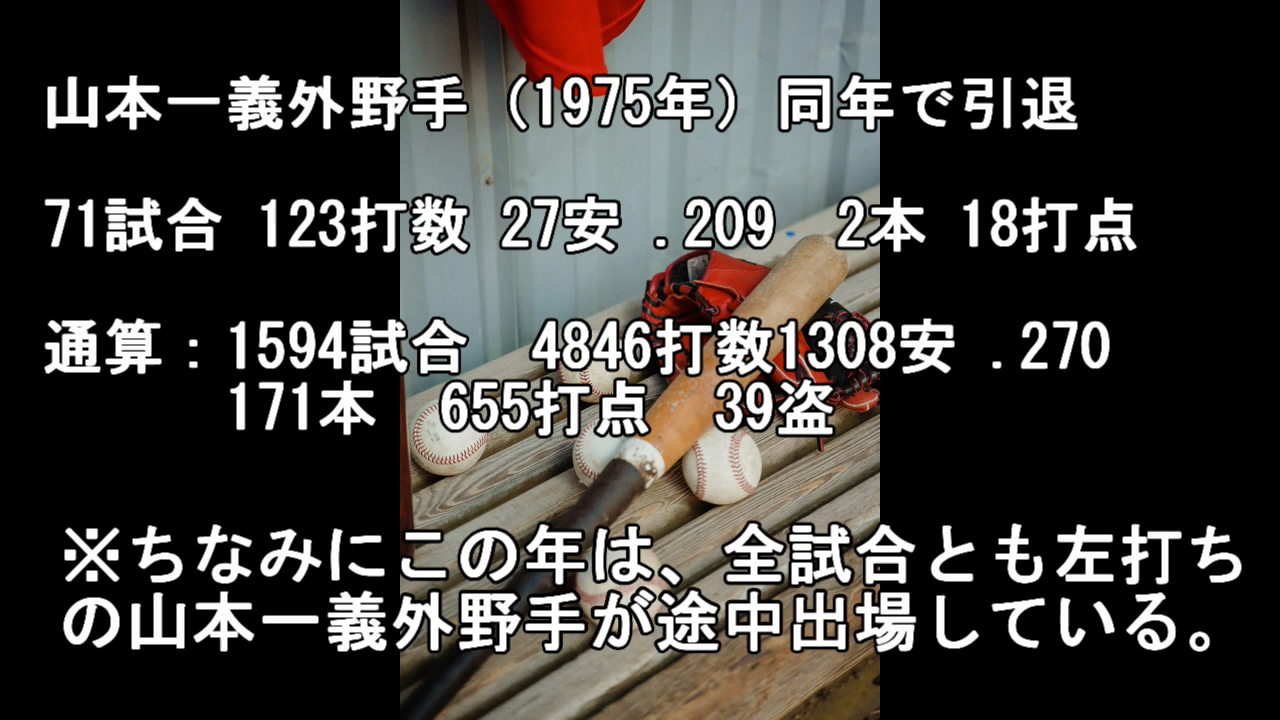 山本一義外野手（1975年）同年で引退
71試合 123打数 27安 .209 2本 18打点
通算：1594試合 4846打数1308安 .270
171本 655打点 39盗
※ちなみにこの年は、全試合とも左打ち
の山本一義外野手が途中出場している。